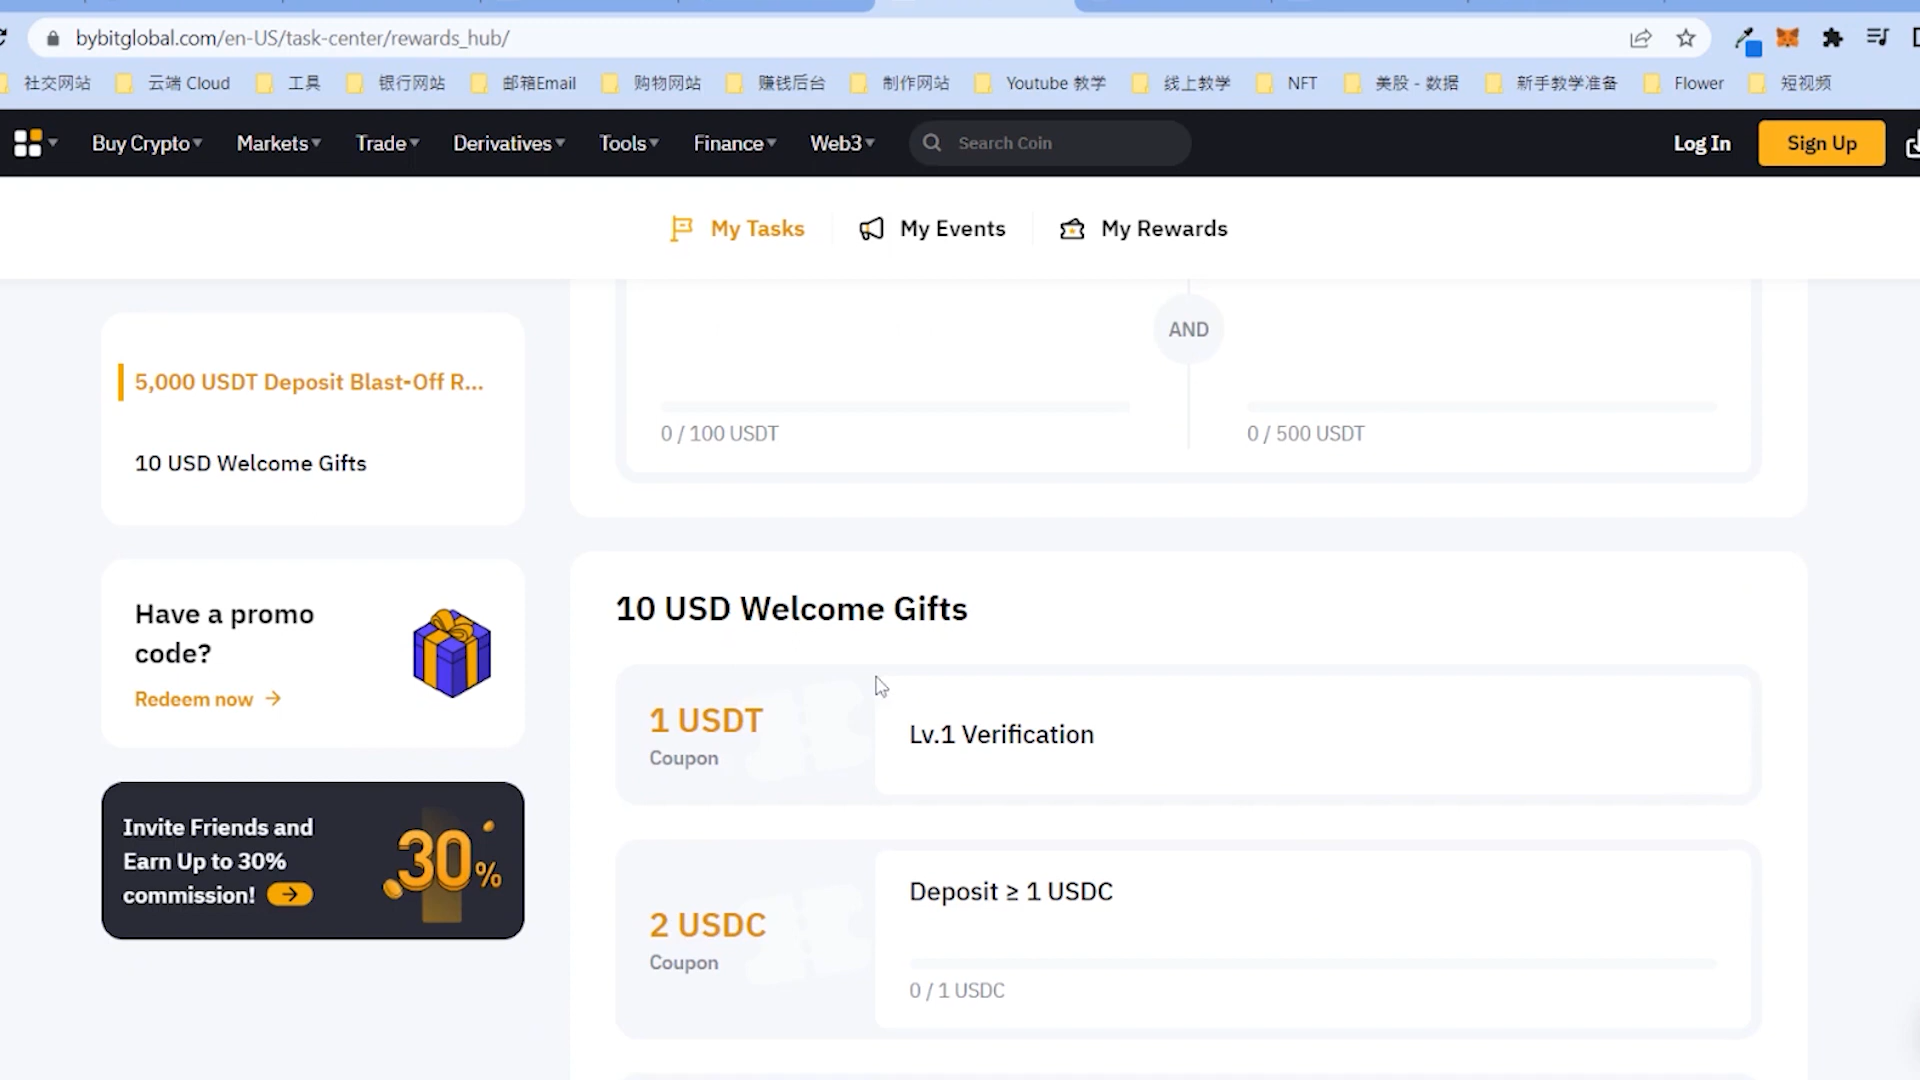 bybitglobal.com/en-US/task-center/rewards_hub/
社交网站 云端 Cloud 工具 银行网站 邮箱Email 购物网站 赚钱后台 制作网站 Youtube 教学 线上教学 NFT 美股 - 数据 新手教学准备 Flower 短视频
Buy Crypto Markets Trade Derivatives Tools Finance Web3 Search Coin Log In Sign Up
My Tasks My Events My Rewards
5,000 USDT Deposit Blast-Off R...
10 USD Welcome Gifts
Have a promo
code?
Redeem now →
Invite Friends and
Earn Up to 30%
commission!
30%
AND
0 / 100 USDT
0 / 500 USDT
10 USD Welcome Gifts
1 USDT
Coupon
Lv.1 Verification
2 USDC
Coupon
Deposit ≥ 1 USDC
0 / 1 USDC